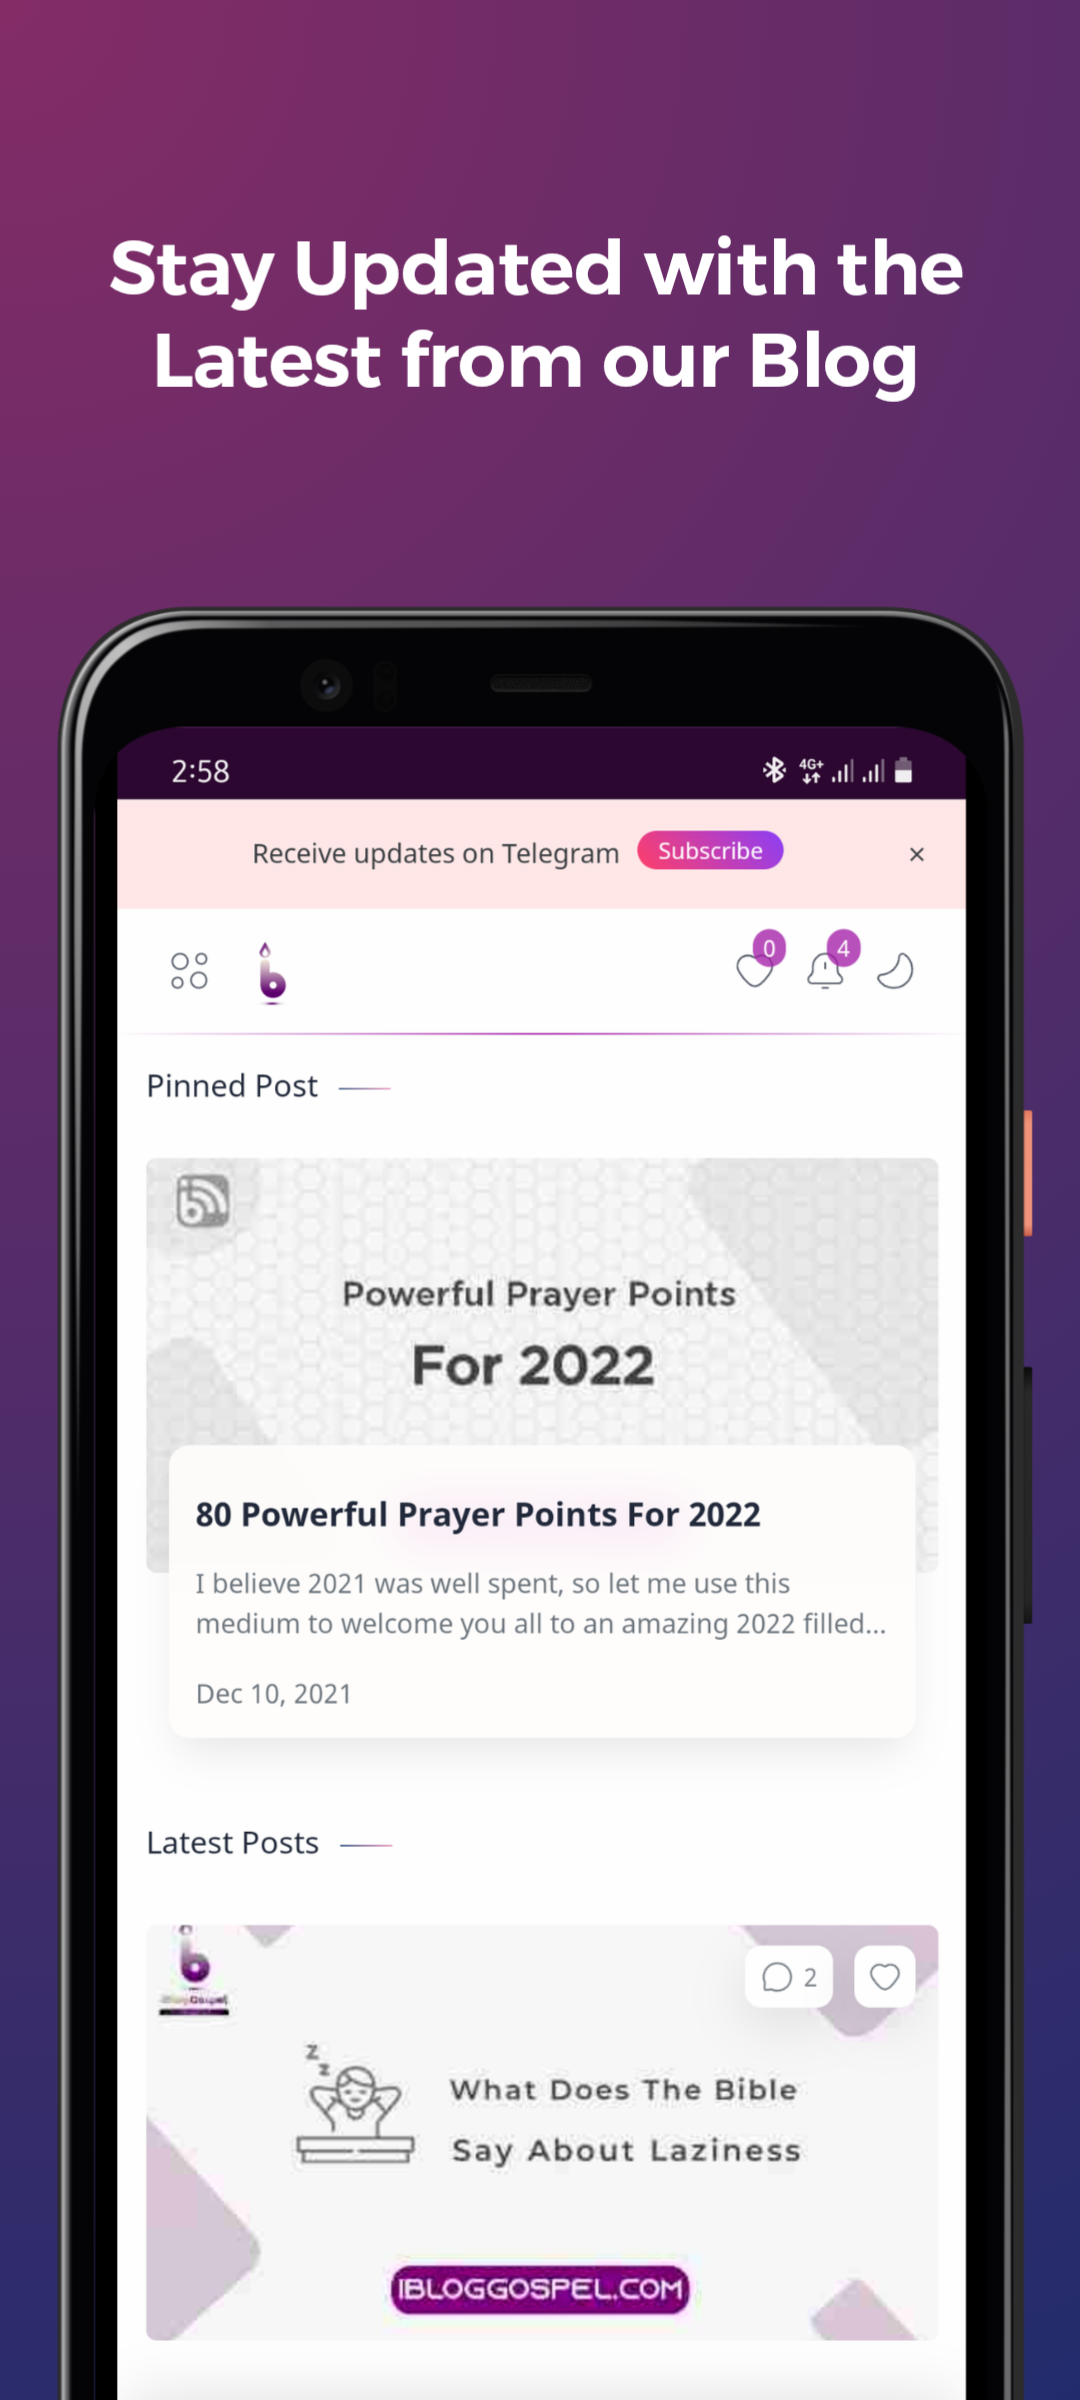 Stay Updated with the
Latest from our Blog
2:58
4G+
Receive updates on Telegram
Subscribe
×
b
0
4
Pinned Post
Powerful Prayer Points
For 2022
80 Powerful Prayer Points For 2022
I believe 2021 was well spent, so let me use this
medium to welcome you all to an amazing 2022 filled...
Dec 10, 2021
Latest Posts
b
2
z
z
What Does The Bible
Say About Laziness
IBLOGGOSPEL.COM